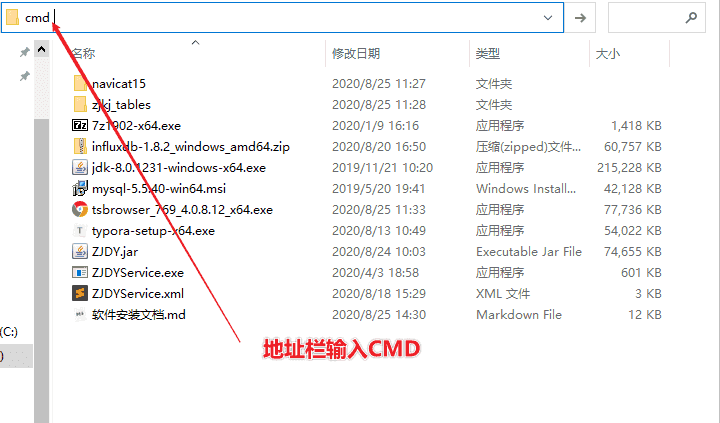 cmd
名称 修改日期 类型 大小
navicat15 2020/8/25 11:27 文件夹
zjkj_tables 2020/8/25 11:28 文件夹
7z1902-x64.exe 2020/1/9 16:16 应用程序 1,418 KB
influxdb-1.8.2_windows_amd64.zip 2020/8/20 16:50 压缩(zipped)文件... 60,757 KB
jdk-8.0.1231-windows-x64.exe 2019/11/21 10:20 应用程序 215,228 KB
mysql-5.5.40-win64.msi 2019/5/20 19:41 Windows Install... 42,128 KB
tsbrowser_769_4.0.8.12_x64.exe 2020/8/25 11:33 应用程序 77,736 KB
typora-setup-x64.exe 2020/8/13 10:49 应用程序 54,022 KB
ZJDY.jar 2020/8/24 10:03 Executable Jar File 74,655 KB
ZJDYService.exe 2020/4/3 18:58 应用程序 601 KB
ZJDYService.xml 2020/8/18 15:29 XML 文件 3 KB
软件安装文档.md 2020/8/25 14:30 Markdown File 12 KB
(C:)
)
地址栏输入CMD